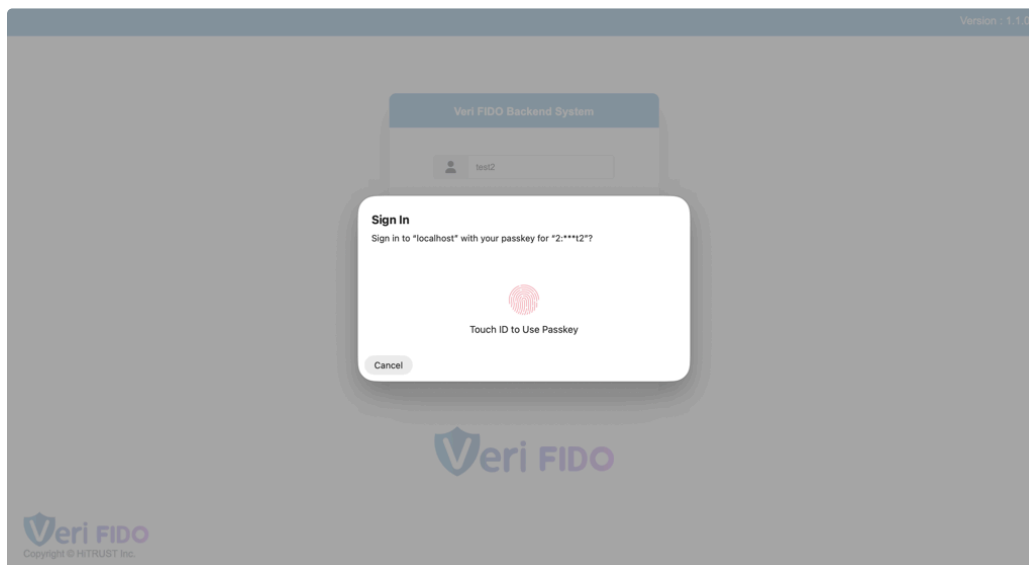 Version : 1.1.0
Veri FIDO Backend System
test2
Sign In
Sign in to "localhost" with your passkey for "2:***t2"?
Touch ID to Use Passkey
Cancel
Veri FIDO
Veri FIDO
Copyright © HiTRUST Inc.